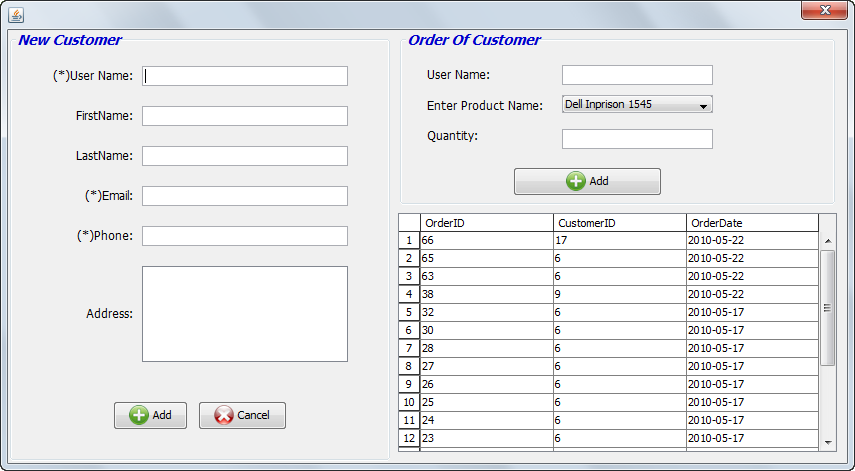 New Customer
(*)User Name:
FirstName:
LastName:
(*)Email:
(*)Phone:
Address:
Add Cancel
Order Of Customer
User Name:
Enter Product Name: Dell Inprison 1545
Quantity:
Add
OrderID CustomerID OrderDate
1 66 17 2010-05-22
2 65 6 2010-05-22
3 63 6 2010-05-22
4 38 9 2010-05-22
5 32 6 2010-05-17
6 30 6 2010-05-17
7 28 6 2010-05-17
8 27 6 2010-05-17
9 26 6 2010-05-17
10 25 6 2010-05-17
11 24 6 2010-05-17
12 23 6 2010-05-17